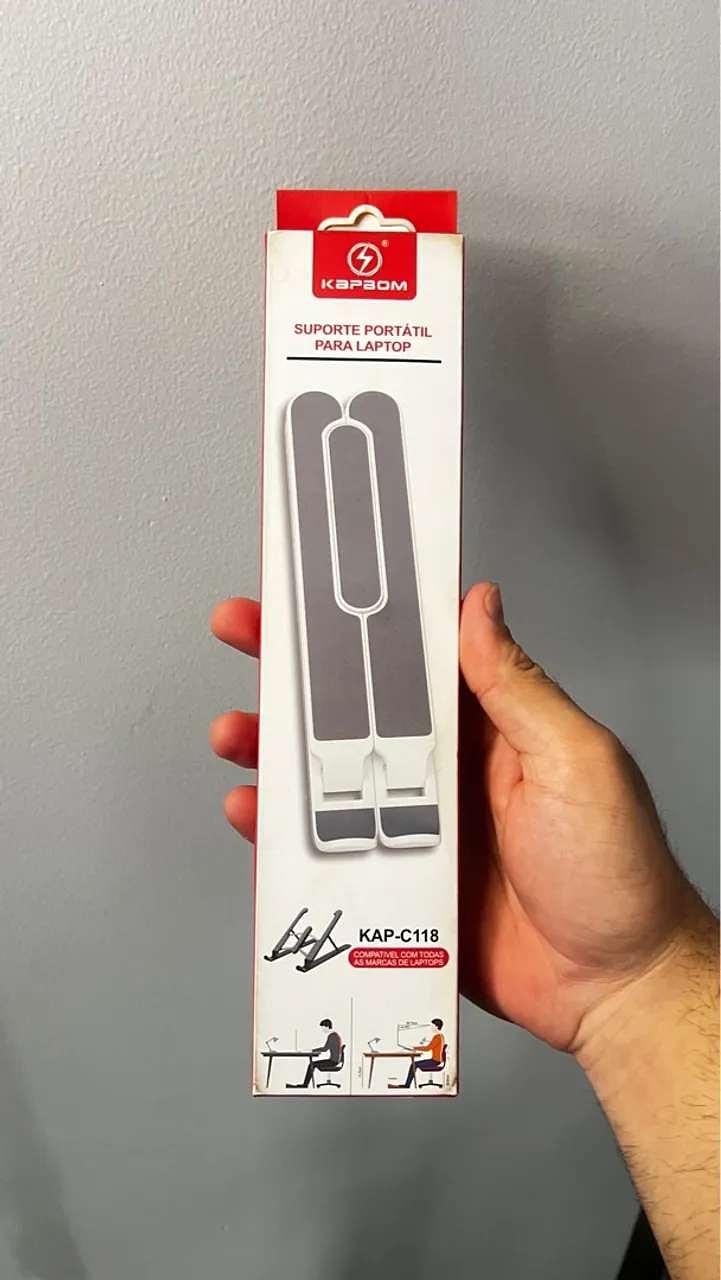 ®
KAPBOM
SUPORTE PORTÁTIL
PARA LAPTOP
KAP-C118
COMPATIVEL COM TODAS
AS MARCAS DE LAPTOPS